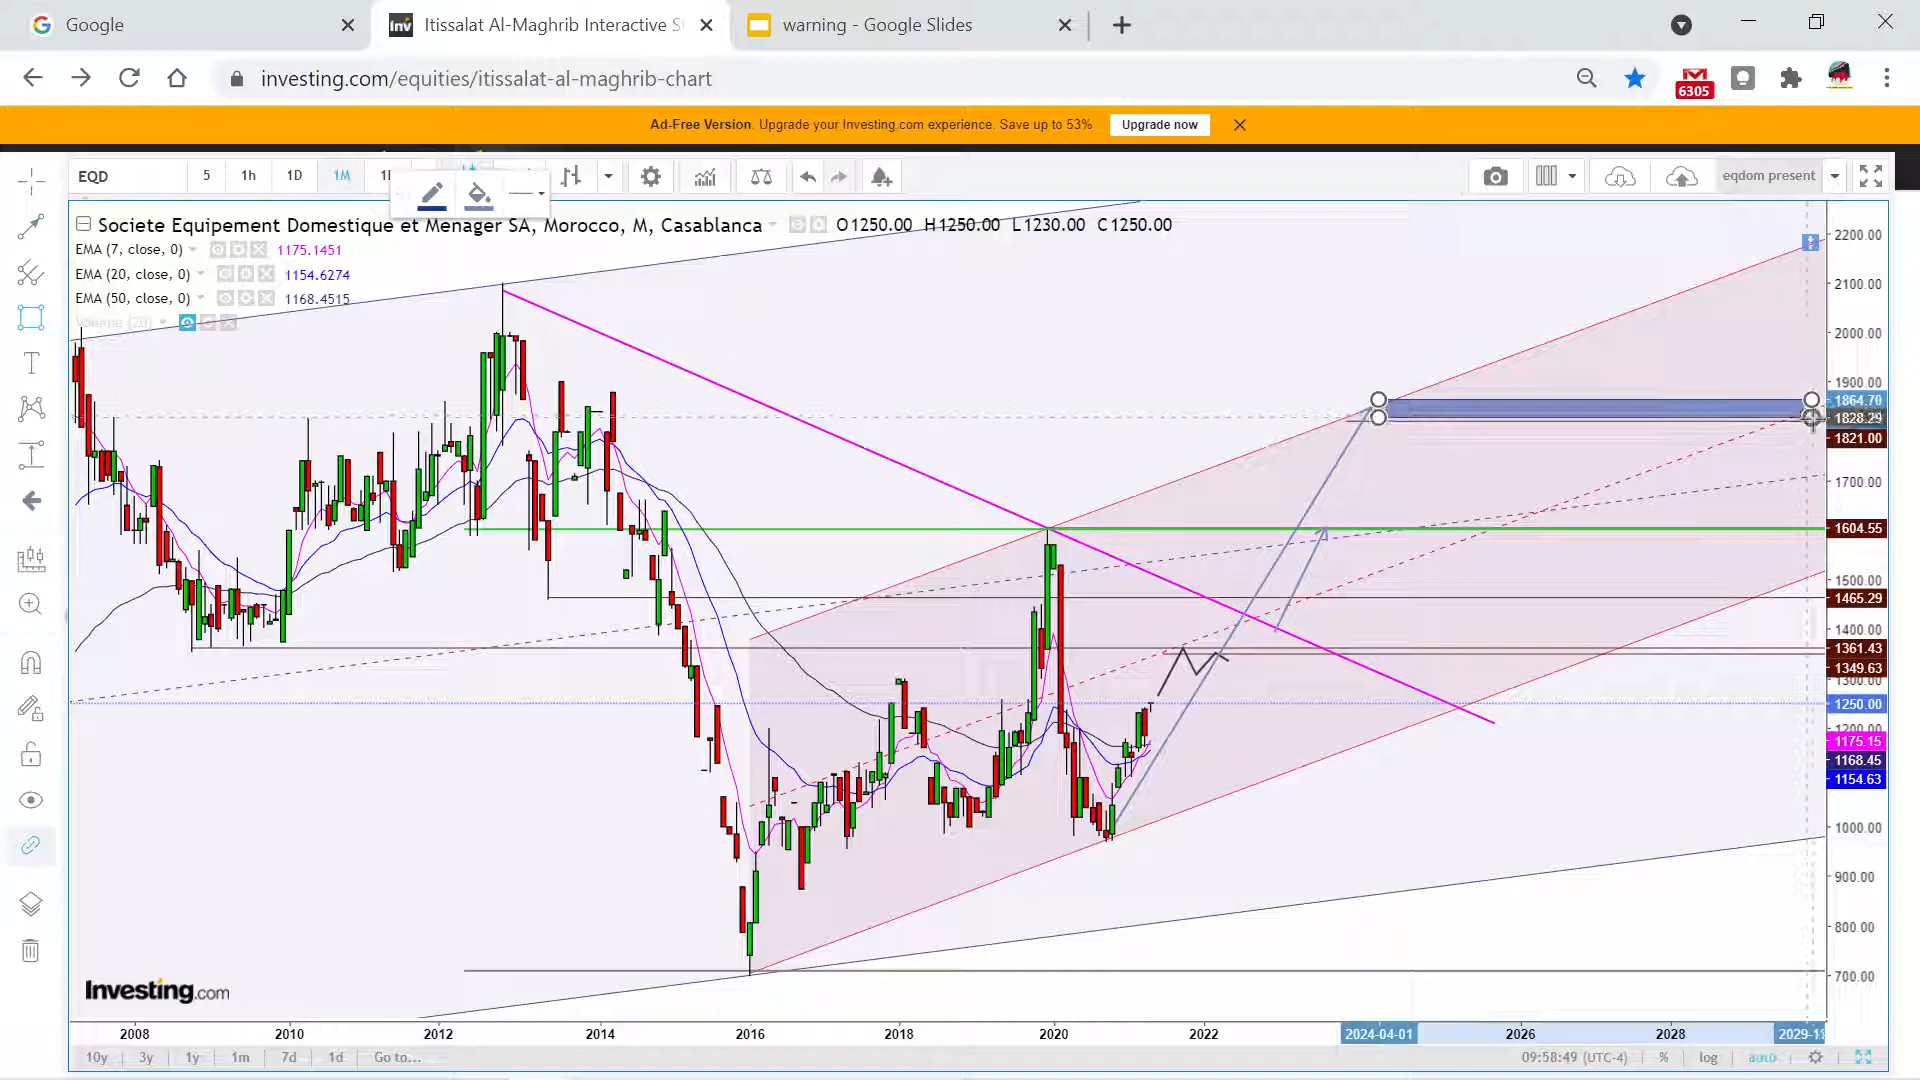 Google
Itissalat Al-Maghrib Interactive S
warning - Google Slides
investing.com/equities/itissalat-al-maghrib-chart
6305
Ad-Free Version. Upgrade your Investing.com experience. Save up to 53%
Upgrade now
EQD
5
1h
1D
1M
eqdom present
Societe Equipement Domestique et Menager SA, Morocco, M, Casablanca
O1250.00 H1250.00 L1230.00 C1250.00
EMA (7, close, 0)
1175.1451
EMA (20, close, 0)
1154.6274
EMA (50, close, 0)
1168.4515
Volume (20)
2200.00
2100.00
2000.00
1900.00
1864.70
1828.29
1821.00
1700.00
1604.55
1500.00
1465.29
1400.00
1361.43
1349.63
1300.00
1250.00
1200.00
1175.15
1168.45
1154.63
1000.00
900.00
800.00
700.00
Investing.com
2008
2010
2012
2014
2016
2018
2020
2022
2024-04-01
2026
2028
10y
3y
1y
1m
7d
1d
Go to...
09:58:49 (UTC-4)
%
log
auto